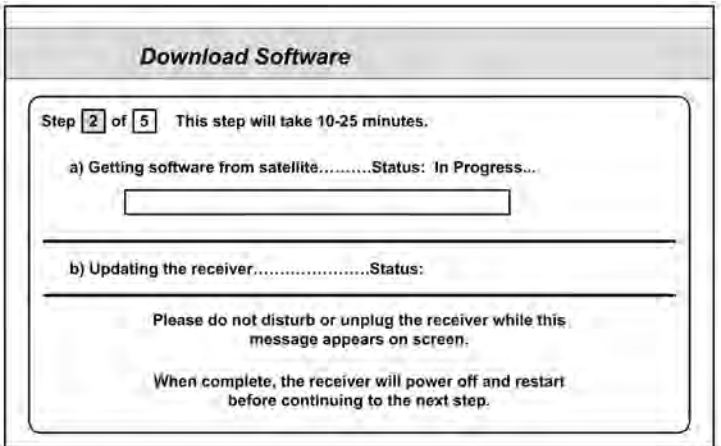 Download Software
Step 2 of 5 This step will take 10-25 minutes.
a) Getting software from satellite..........Status: In Progress...
b) Updating the receiver......................Status:
Please do not disturb or unplug the receiver while this
message appears on screen.
When complete, the receiver will power off and restart
before continuing to the next step.